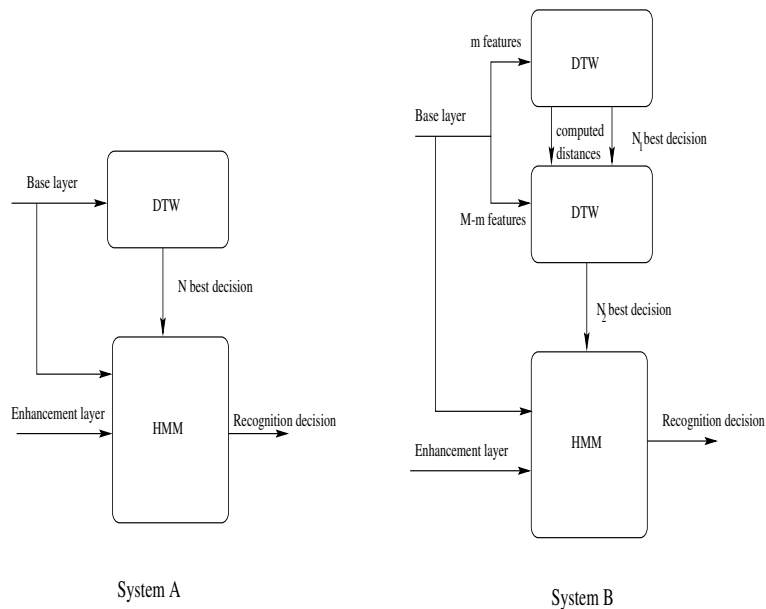 Base layer
DTW
N best decision
Enhancement layer
HMM
Recognition decision
System A
m features
DTW
Base layer
computed
distances
N1 best decision
DTW
M-m features
N2 best decision
Enhancement layer
HMM
Recognition decision
System B